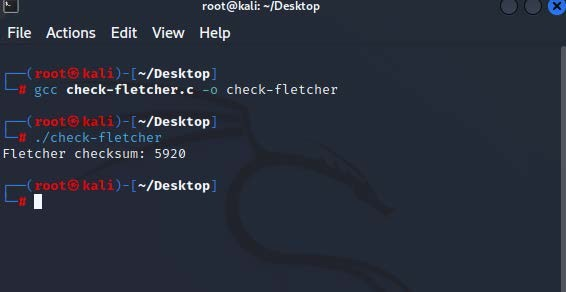 root@kali: ~/Desktop
File Actions Edit View Help
┌──(root㉿kali)-[~/Desktop]
└─# gcc check-fletcher.c -o check-fletcher
┌──(root㉿kali)-[~/Desktop]
└─# ./check-fletcher
Fletcher checksum: 5920
┌──(root㉿kali)-[~/Desktop]
└─#